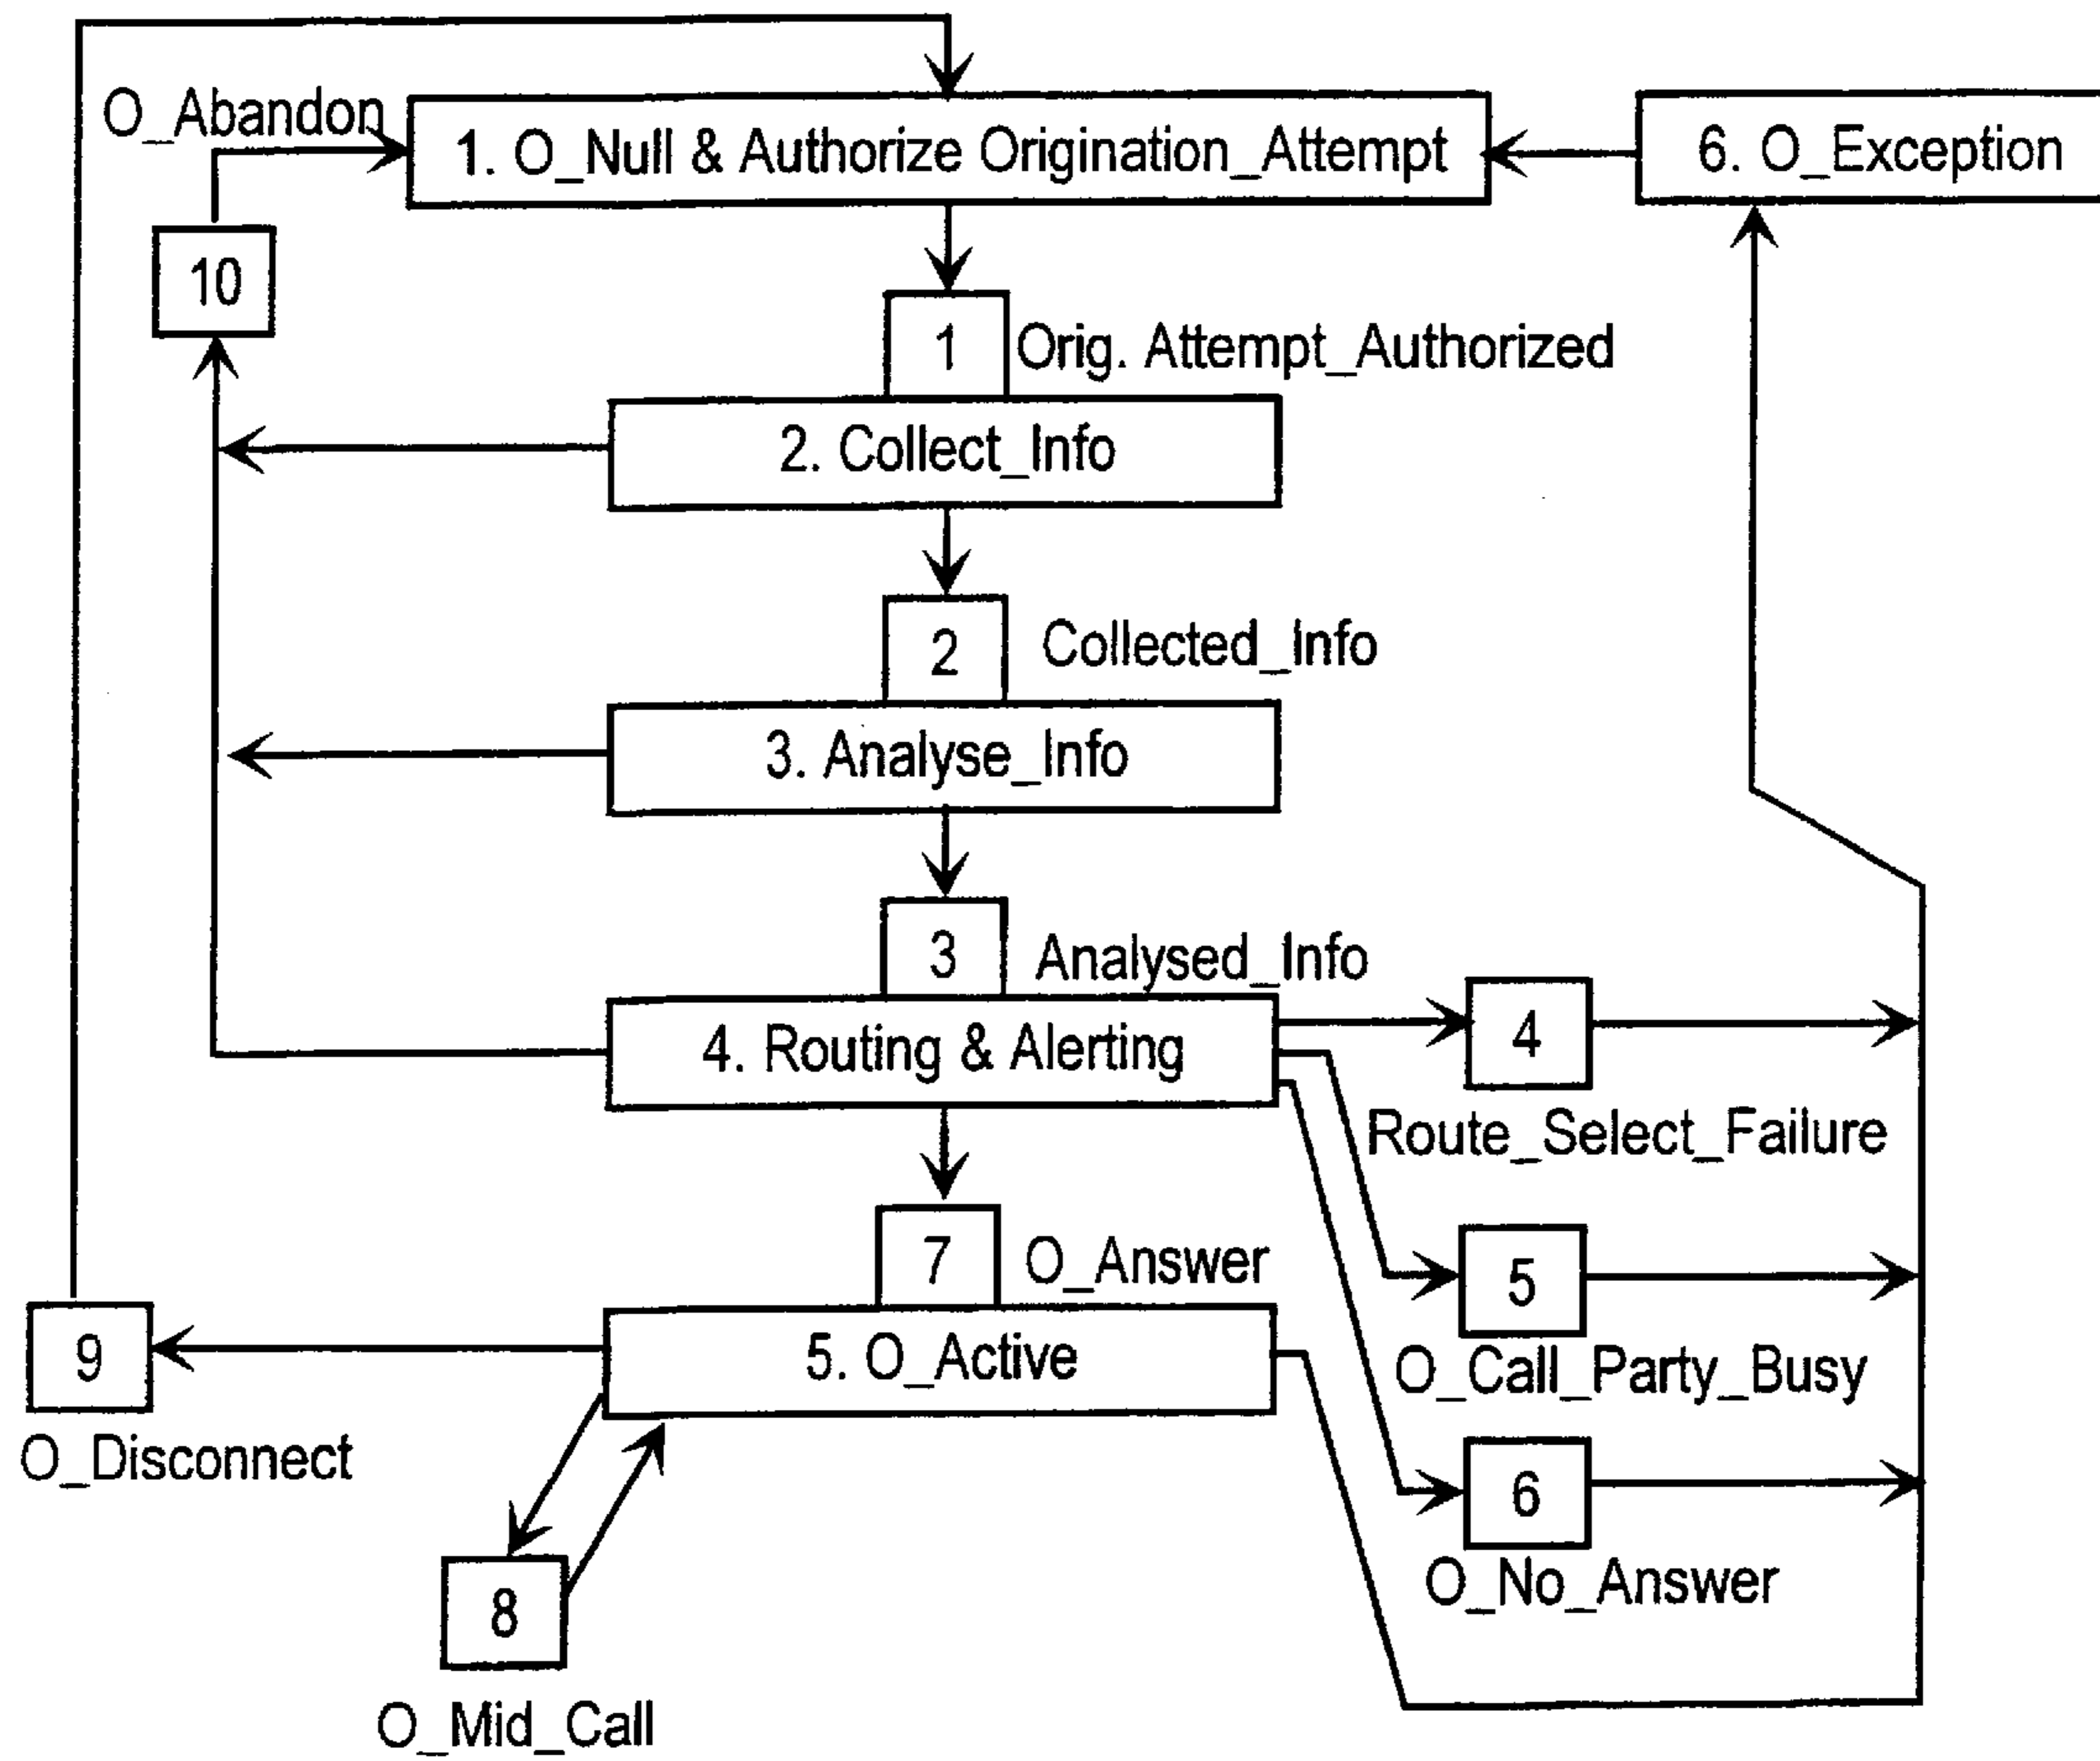 O_Abandon
1. O_Null & Authorize Origination_Attempt
6. O_Exception
10
1
Orig. Attempt_Authorized
2. Collect_Info
2
Collected_Info
3. Analyse_Info
3
Analysed_Info
4. Routing & Alerting
4
Route_Select_Failure
7
O_Answer
5
O_Call_Party_Busy
9
5. O_Active
O_Disconnect
6
O_No_Answer
8
O_Mid_Call